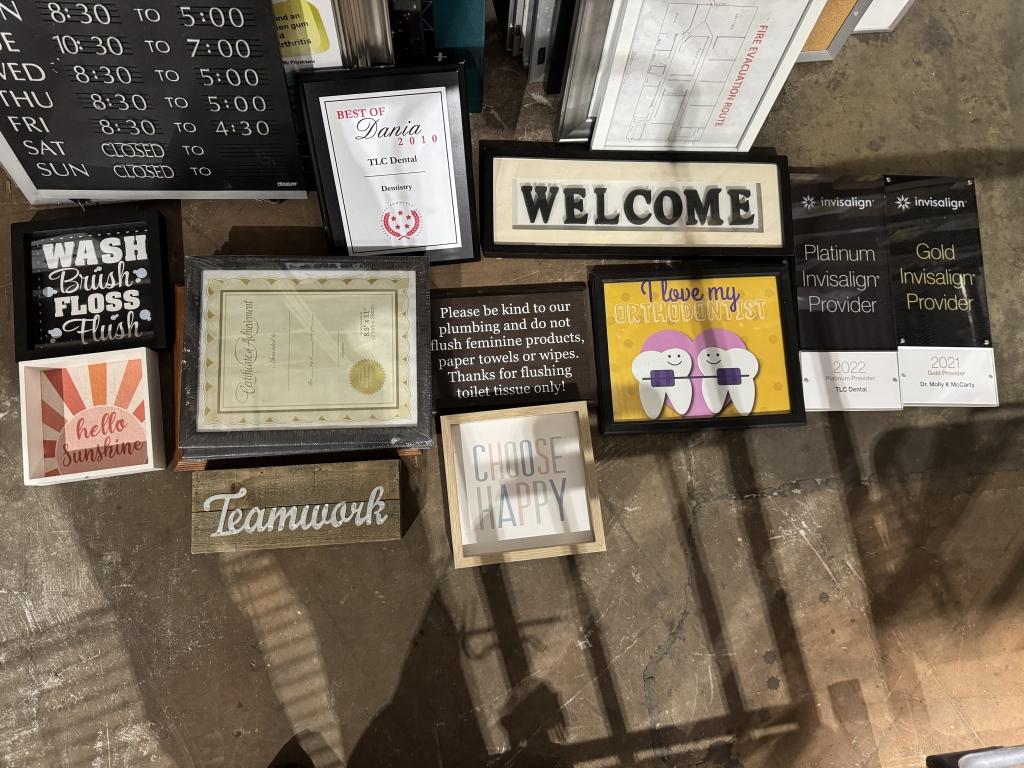 N 8:30 TO 5:00
10:30 TO 7:00
WED 8:30 TO 5:00
THU 8:30 TO 5:00
FRI 8:30 TO 4:30
SAT CLOSED TO
SUN CLOSED TO
BEST OF
Dania
2010
TLC Dental
Dentistry
FIRE EVACUATION ROUTE
WELCOME
invisalign
Platinum
Invisalign
Provider
2022
Platinum Provider
TLC Dental
invisalign
Gold
Invisalign
Provider
2021
Gold Provider
Dr. Molly K McCarty
WASH
Brush
FLOSS
Flush
hello
Sunshine
Certificate of Achievement
8.5" x 11"
Please be kind to our
plumbing and do not
flush feminine products,
paper towels or wipes.
Thanks for flushing
toilet tissue only!
I love my
ORTHODONTIST
Teamwork
CHOOSE
HAPPY